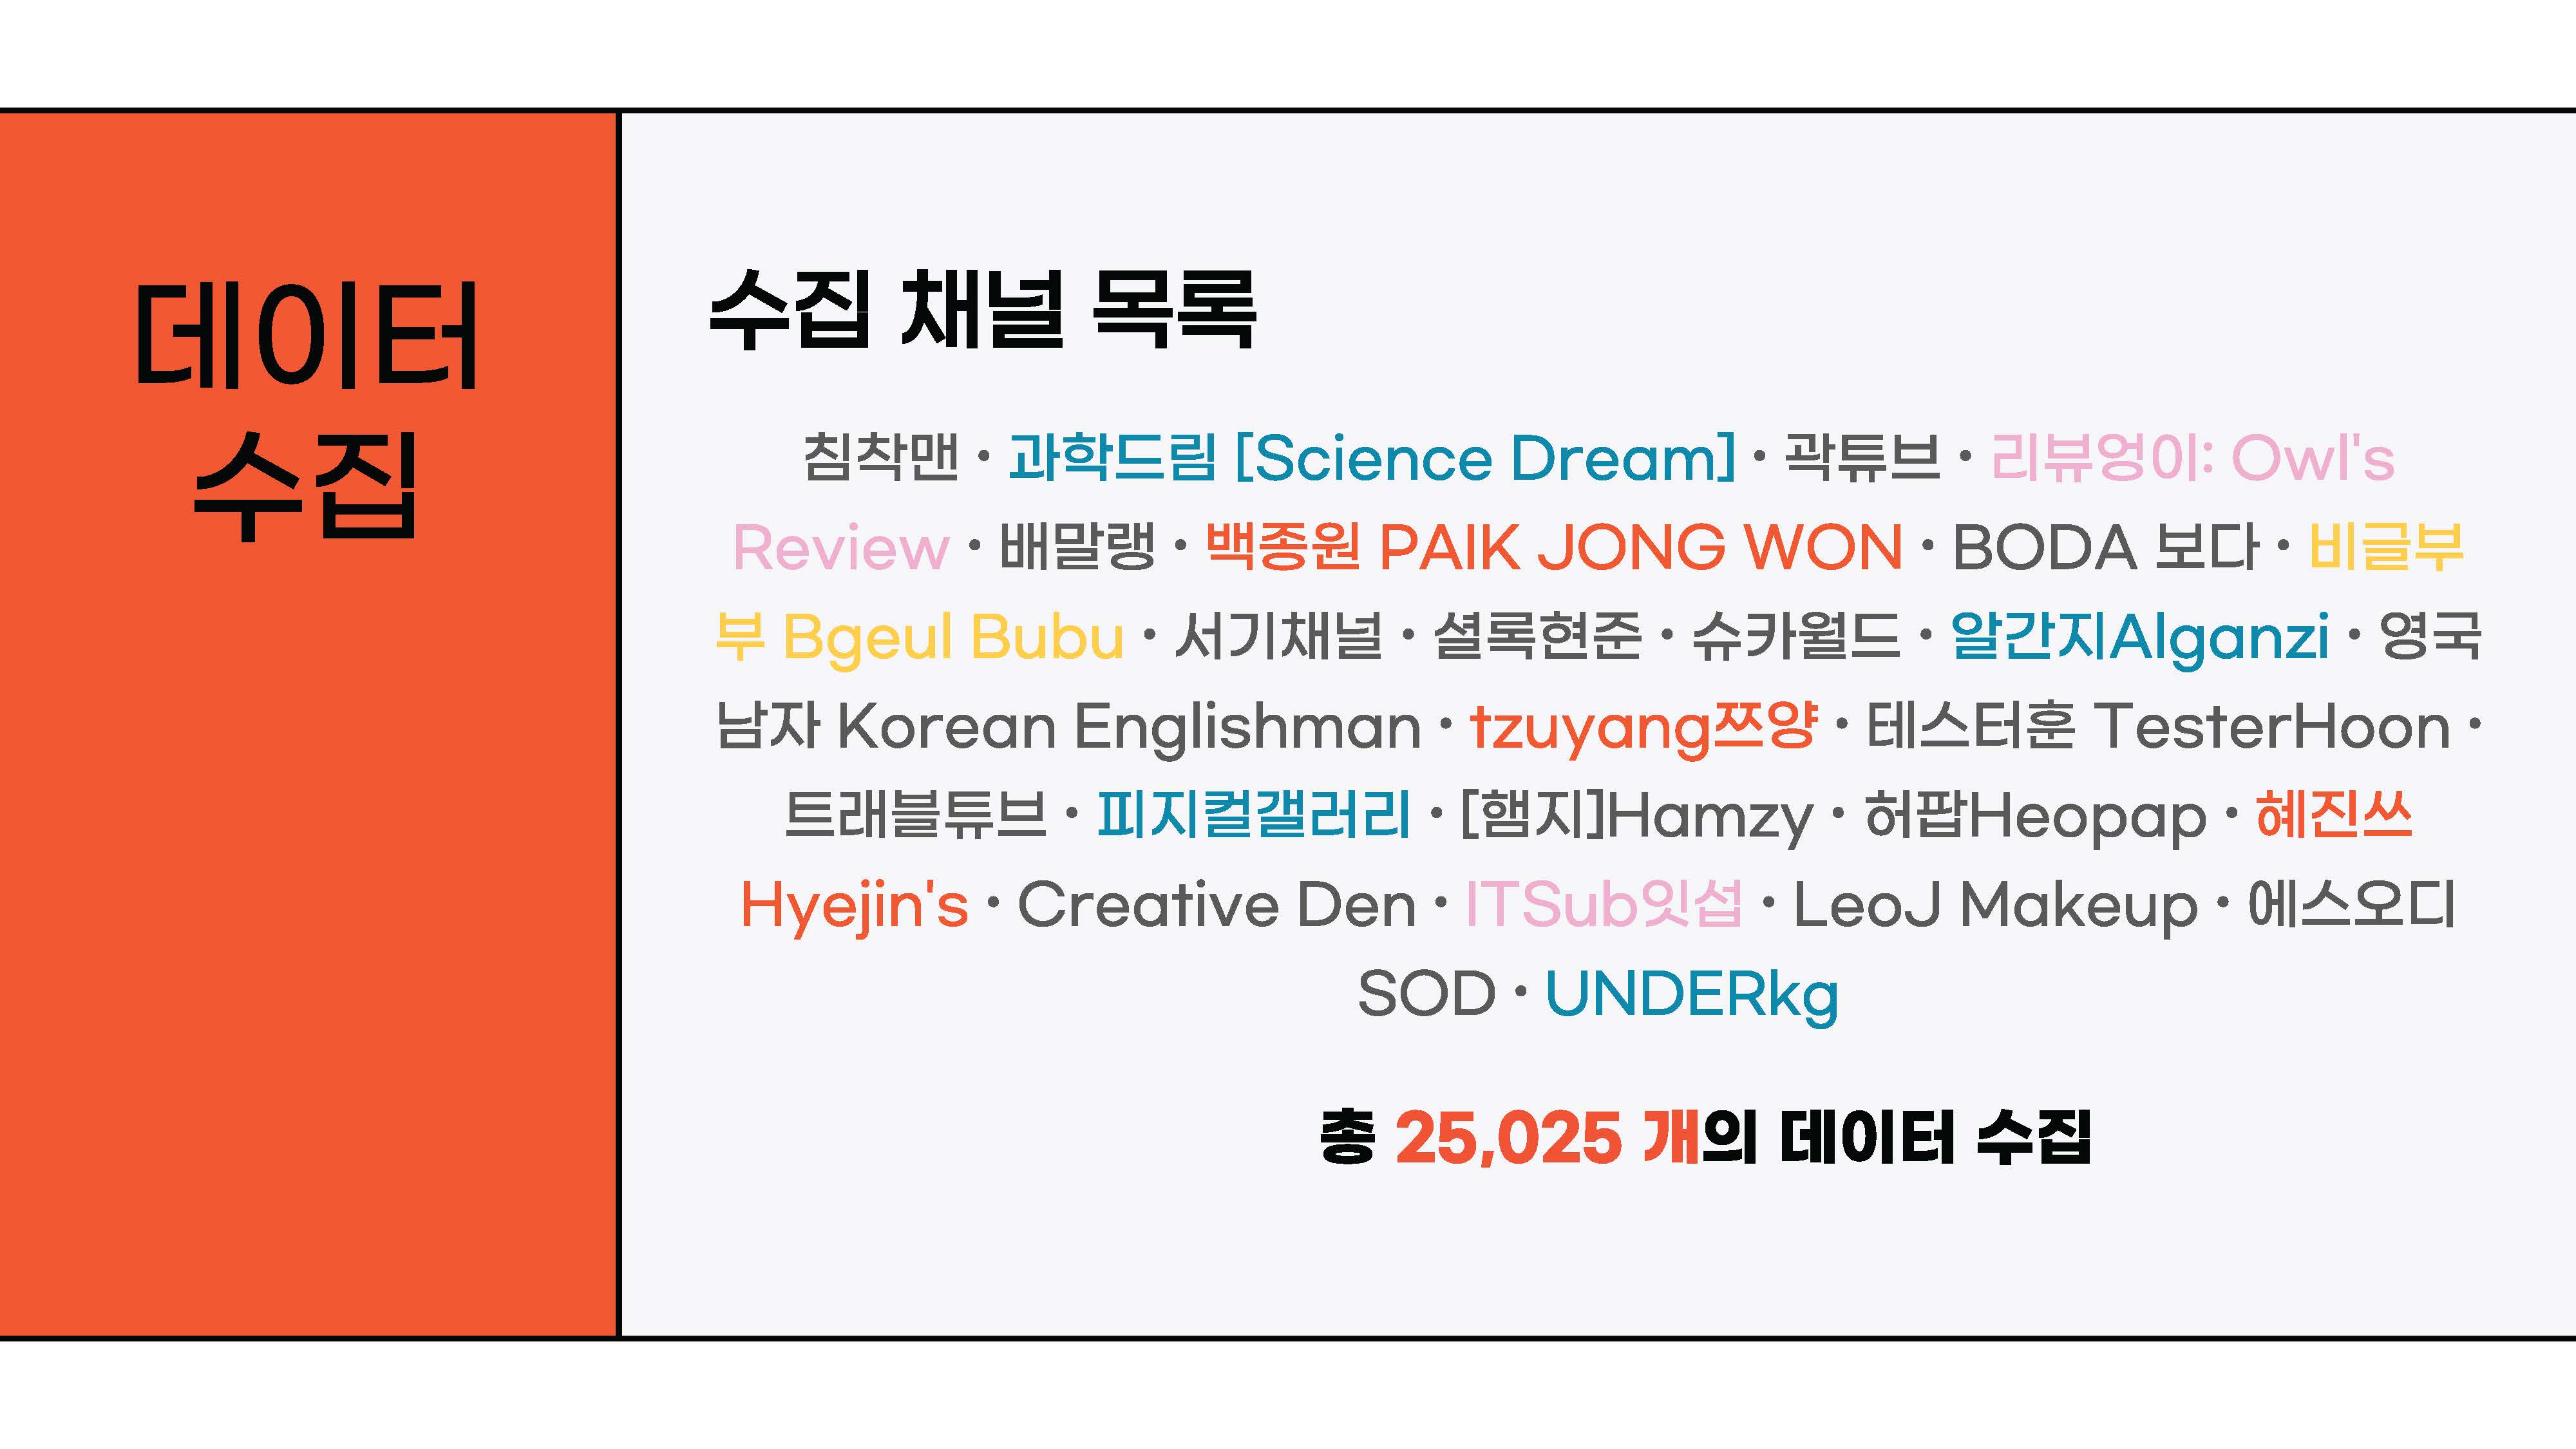 데이터
수집
수집 채널 목록
침착맨 • 과학드림 [Science Dream] • 곽튜브 • 리뷰엉이: Owl's
Review • 배말랭 • 백종원 PAIK JONG WON • BODA 보다 • 비글부
부 Bgeul Bubu • 서기채널 • 셜록현준 • 슈카월드 • 알간지Alganzi • 영국
남자 Korean Englishman • tzuyang쯔양 • 테스터훈 TesterHoon •
트래블튜브 • 피지컬갤러리 • [햄지]Hamzy • 허팝Heopap • 혜진쓰
Hyejin's • Creative Den • ITSub잇섭 • LeoJ Makeup • 에스오디
SOD • UNDERkg
총 25,025 개의 데이터 수집